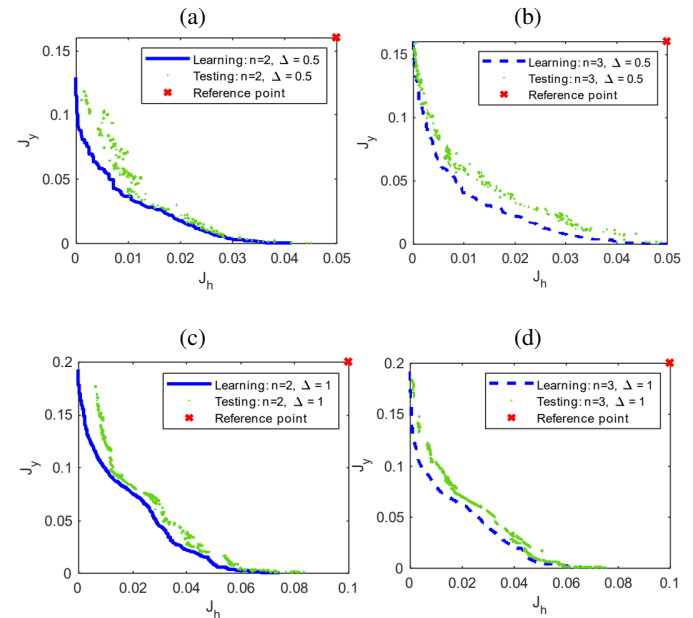 (a)
0.15
0.1
0.05
0
J_y
0 0.01 0.02 0.03 0.04 0.05
J_h
Learning: n=2, Δ = 0.5
Testing: n=2, Δ = 0.5
Reference point
(b)
0.15
0.1
0.05
0
J_y
0 0.01 0.02 0.03 0.04 0.05
J_h
Learning: n=3, Δ = 0.5
Testing: n=3, Δ = 0.5
Reference point
(c)
0.2
0.15
0.1
0.05
0
J_y
0 0.02 0.04 0.06 0.08 0.1
J_h
Learning: n=2, Δ = 1
Testing: n=2, Δ = 1
Reference point
(d)
0.2
0.15
0.1
0.05
0
J_y
0 0.02 0.04 0.06 0.08 0.1
J_h
Learning: n=3, Δ = 1
Testing: n=3, Δ = 1
Reference point